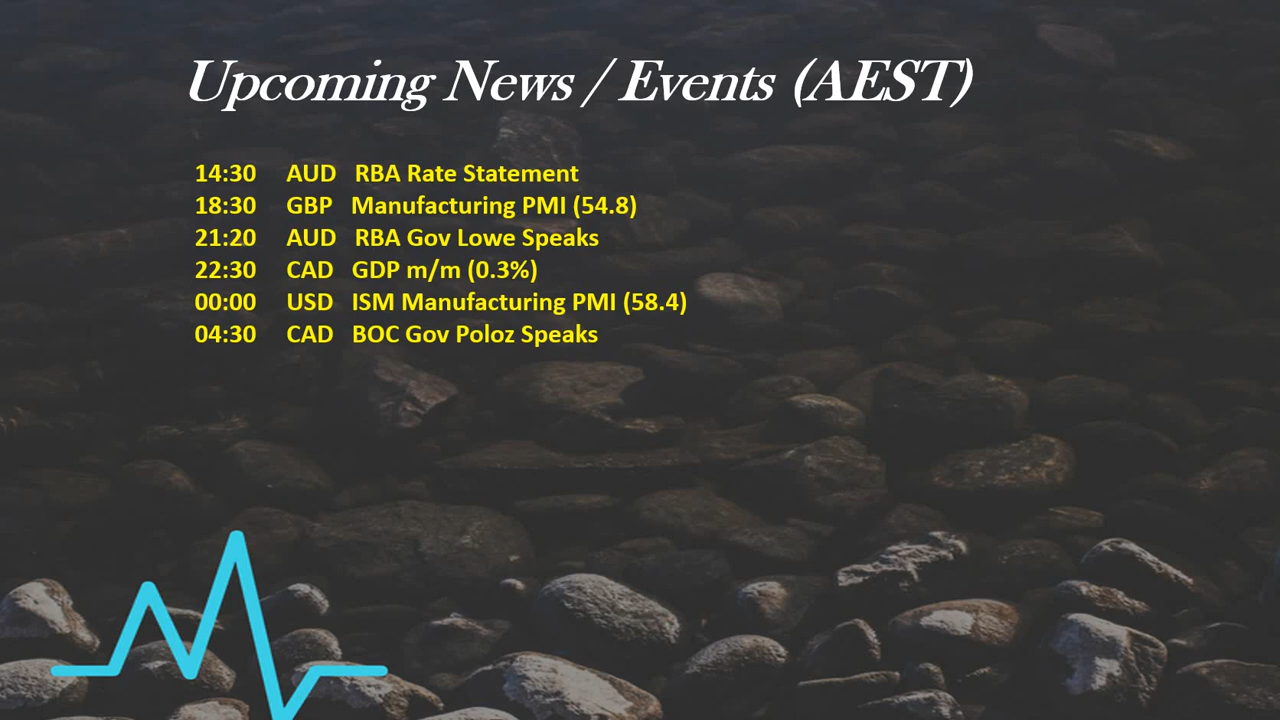 Upcoming News / Events (AEST)
14:30 AUD RBA Rate Statement
18:30 GBP Manufacturing PMI (54.8)
21:20 AUD RBA Gov Lowe Speaks
22:30 CAD GDP m/m (0.3%)
00:00 USD ISM Manufacturing PMI (58.4)
04:30 CAD BOC Gov Poloz Speaks